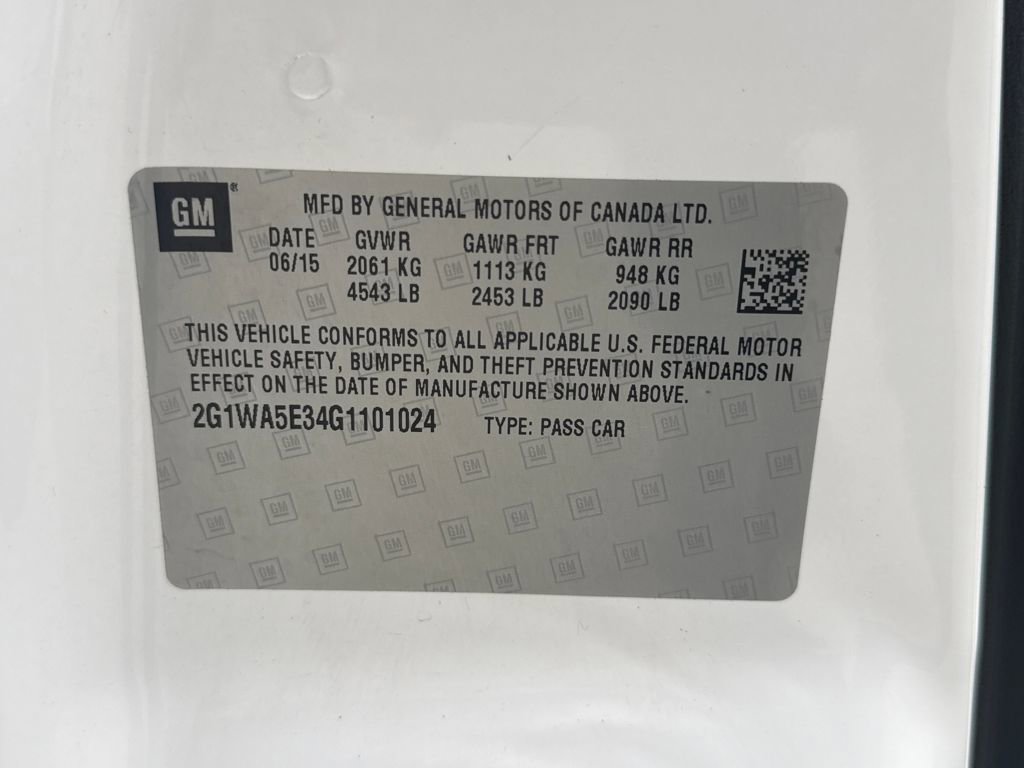 GM®
MFD BY GENERAL MOTORS OF CANADA LTD.
DATE GVWR GAWR FRT GAWR RR
06/15 2061 KG 1113 KG 948 KG
4543 LB 2453 LB 2090 LB
THIS VEHICLE CONFORMS TO ALL APPLICABLE U.S. FEDERAL MOTOR
VEHICLE SAFETY, BUMPER, AND THEFT PREVENTION STANDARDS IN
EFFECT ON THE DATE OF MANUFACTURE SHOWN ABOVE.
2G1WA5E34G1101024 TYPE: PASS CAR